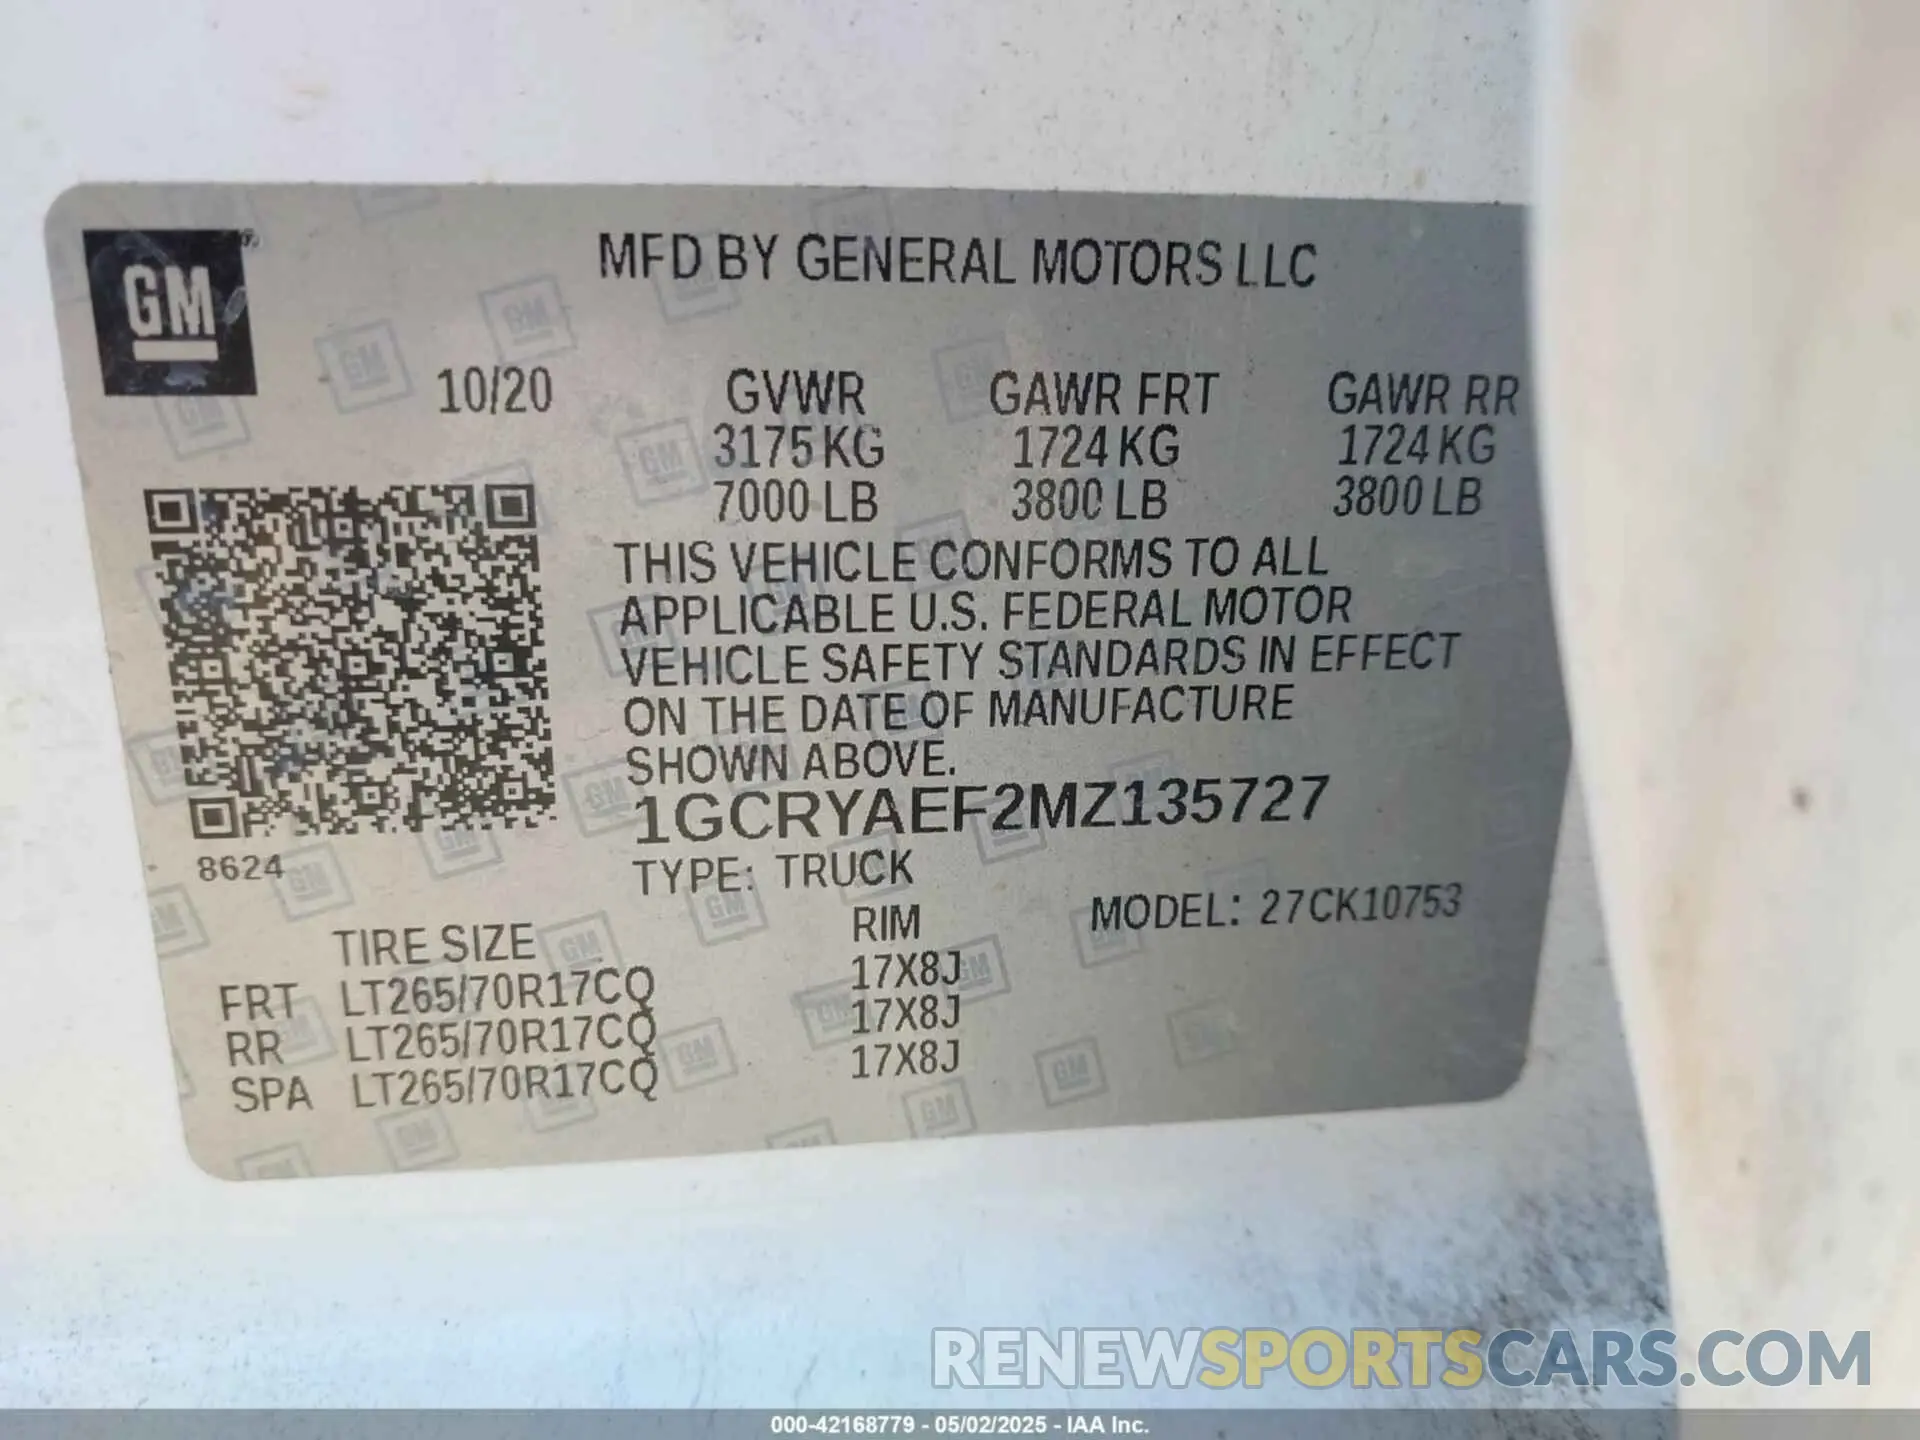 GM
MFD BY GENERAL MOTORS LLC
10/20 GVWR GAWR FRT GAWR RR
3175 KG 1724 KG 1724 KG
7000 LB 3800 LB 3800 LB
THIS VEHICLE CONFORMS TO ALL
APPLICABLE U.S. FEDERAL MOTOR
VEHICLE SAFETY STANDARDS IN EFFECT
ON THE DATE OF MANUFACTURE
SHOWN ABOVE.
1GCRYAEF2MZ135727
8624
TYPE: TRUCK
MODEL: 27CK10753
TIRE SIZE RIM
FRT LT265/70R17CQ 17X8J
RR LT265/70R17CQ 17X8J
SPA LT265/70R17CQ 17X8J
RENEWSPORTSCARS.COM
000-42168779 - 05/02/2025 - IAA Inc.